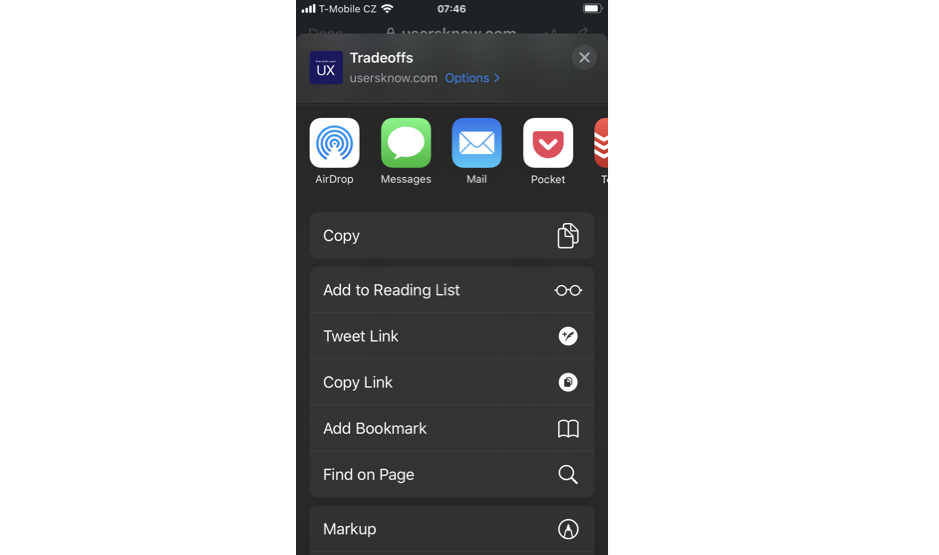 T-Mobile CZ 07:46
Done usersknow.com AA
UX
Tradeoffs
usersknow.com Options >
AirDrop
Messages
Mail
Pocket
Copy
Add to Reading List
Tweet Link
Copy Link
Add Bookmark
Find on Page
Markup